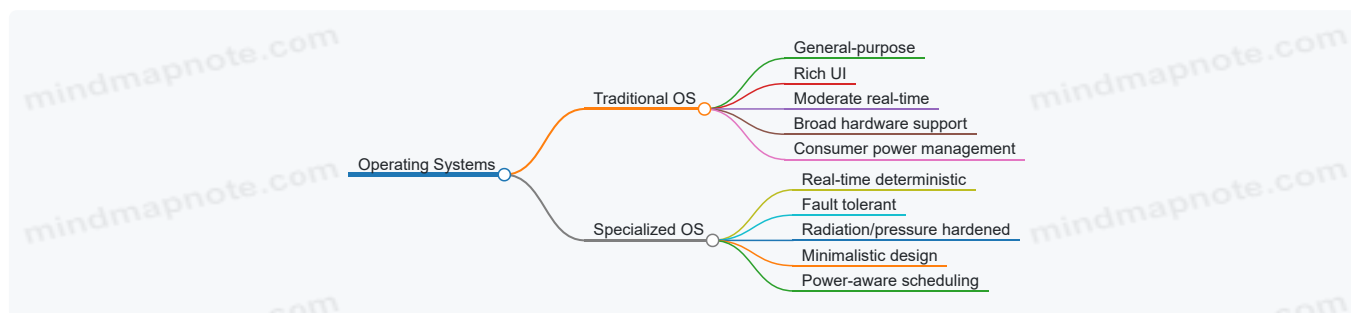 mindmapnote.com
mindmapnote.com
General-purpose
Rich UI
Traditional OS
Moderate real-time
Broad hardware support
Consumer power management
Operating Systems
mindmapnote.com
mindmapnote.com
Real-time deterministic
Fault tolerant
Specialized OS
Radiation/pressure hardened
Minimalistic design
Power-aware scheduling
.com
.com